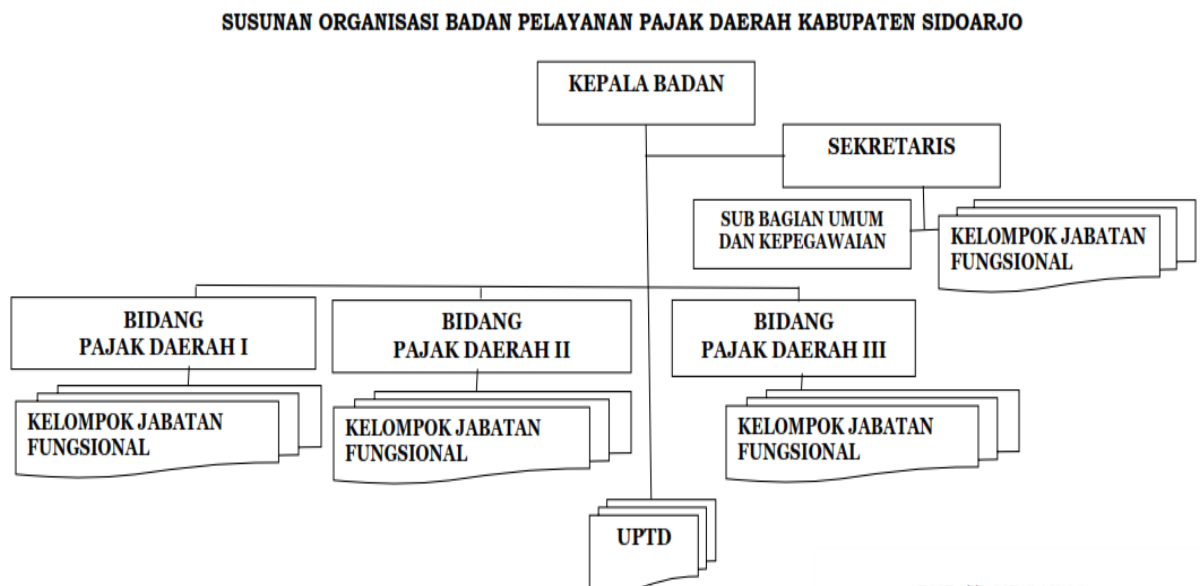 SUSUNAN ORGANISASI BADAN PELAYANAN PAJAK DAERAH KABUPATEN SIDOARJO
KEPALA BADAN
SEKRETARIS
SUB BAGIAN UMUM
DAN KEPEGAWAIAN
KELOMPOK JABATAN
FUNGSIONAL
BIDANG
PAJAK DAERAH I
BIDANG
PAJAK DAERAH II
BIDANG
PAJAK DAERAH III
KELOMPOK JABATAN
FUNGSIONAL
KELOMPOK JABATAN
FUNGSIONAL
KELOMPOK JABATAN
FUNGSIONAL
UPTD